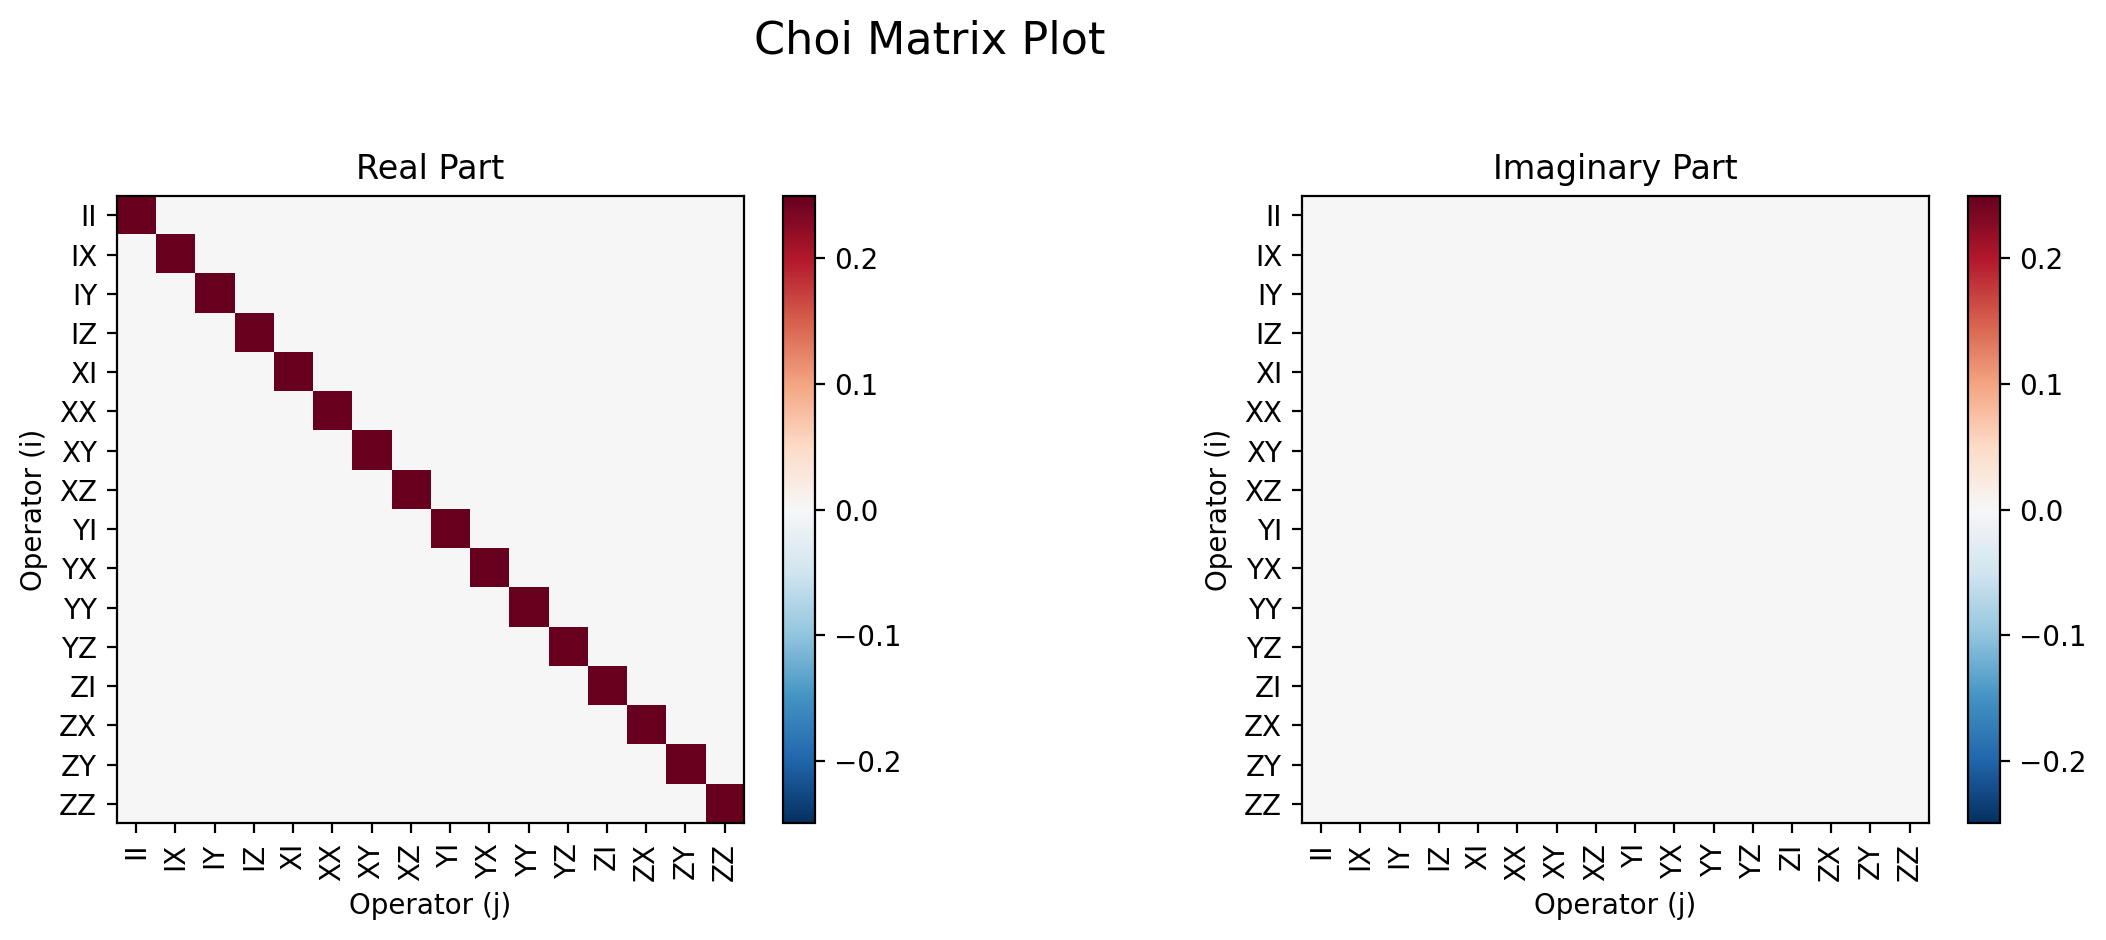 Choi Matrix Plot
Real Part
II
IX
IY
IZ
XI
XX
XY
XZ
YI
YX
YY
YZ
ZI
ZX
ZY
ZZ
Operator (i)
II IX IY IZ XI XX XY XZ YI YX YY YZ ZI ZX ZY ZZ
Operator (j)
0.2
0.1
0.0
−0.1
−0.2
Imaginary Part
II
IX
IY
IZ
XI
XX
XY
XZ
YI
YX
YY
YZ
ZI
ZX
ZY
ZZ
Operator (i)
II IX IY IZ XI XX XY XZ YI YX YY YZ ZI ZX ZY ZZ
Operator (j)
0.2
0.1
0.0
−0.1
−0.2